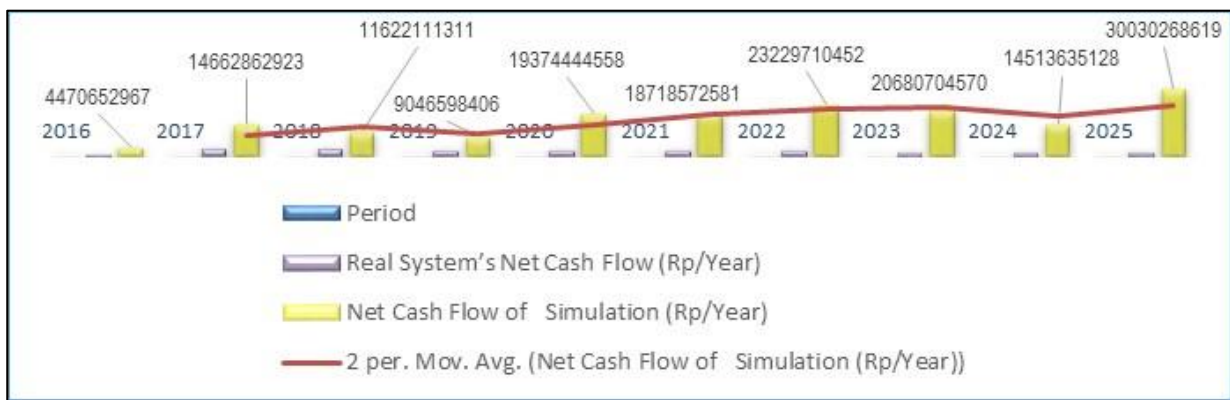 4470652967
14662862923
11622111311
9046598406
19374444558
18718572581
23229710452
20680704570
14513635128
30030268619
2016 2017 2018 2019 2020 2021 2022 2023 2024 2025
Period
Real System's Net Cash Flow (Rp/Year)
Net Cash Flow of Simulation (Rp/Year)
2 per. Mov. Avg. (Net Cash Flow of Simulation (Rp/Year))